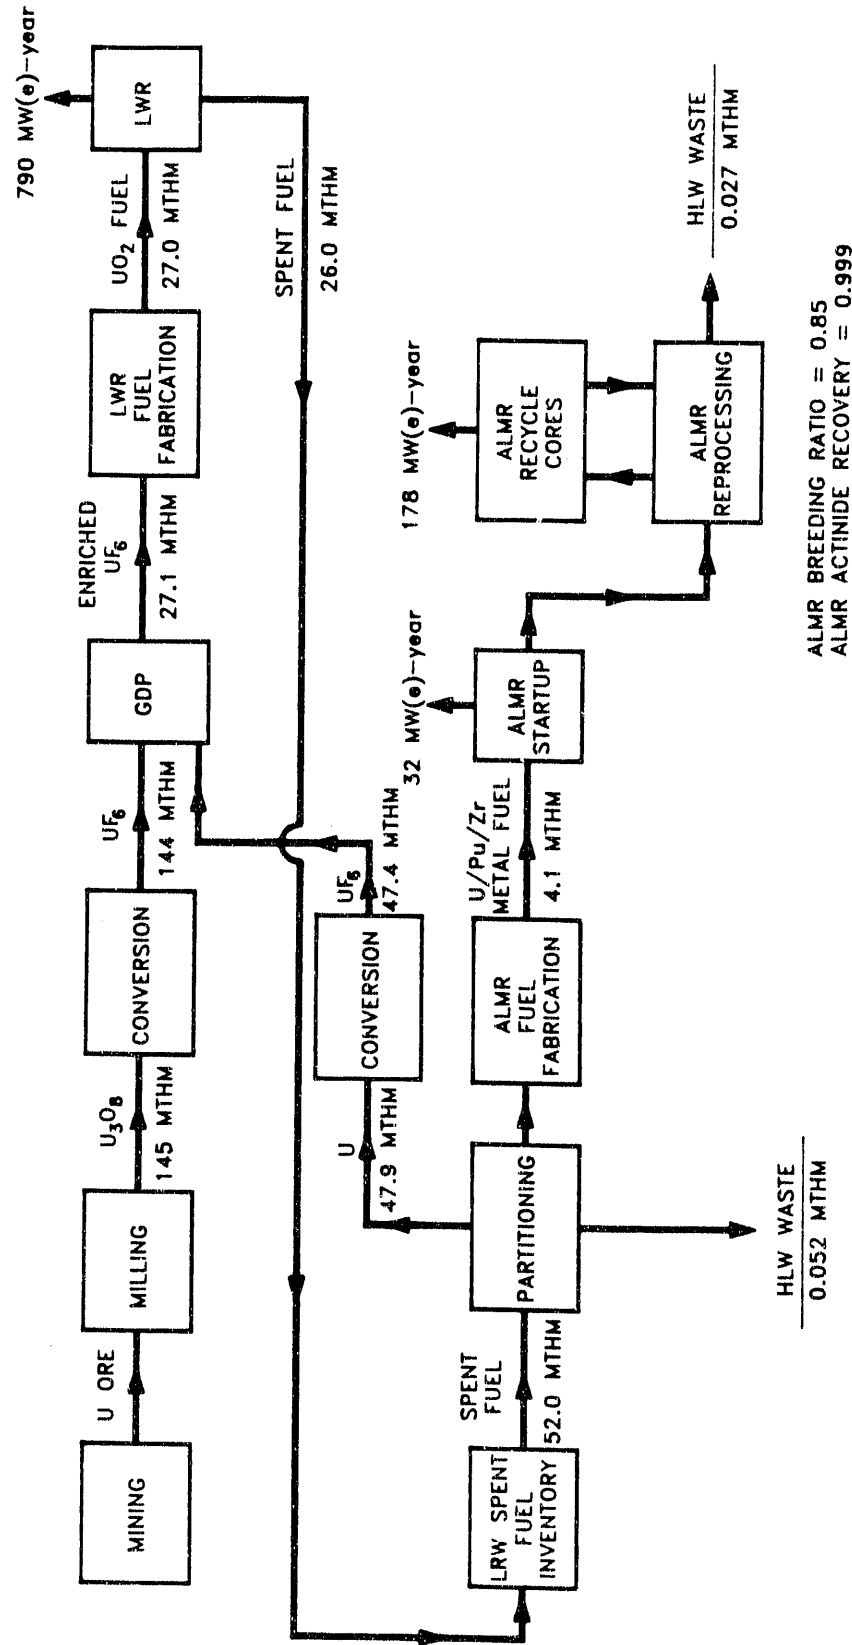 MINING
U ORE
MILLING
U3O8
145 MTHM
CONVERSION
UF6
144 MTHM
GDP
ENRICHED
UF6
27.1 MTHM
LWR
FUEL
FABRICATION
UO2 FUEL
27.0 MTHM
LWR
790 MW(e)-year
SPENT FUEL
26.0 MTHM
U
47.9 MTHM
CONVERSION
UF6
47.4 MTHM
LRW SPENT
FUEL
INVENTORY
SPENT
FUEL
52.0 MTHM
PARTITIONING
HLW WASTE
0.052 MTHM
ALMR
FUEL
FABRICATION
U/Pu/Zr
METAL FUEL
4.1 MTHM
ALMR
STARTUP
32 MW(e)-year
ALMR
RECYCLE
CORES
178 MW(e)-year
ALMR
REPROCESSING
HLW WASTE
0.027 MTHM
ALMR BREEDING RATIO = 0.85
ALMR ACTINIDE RECOVERY = 0.999